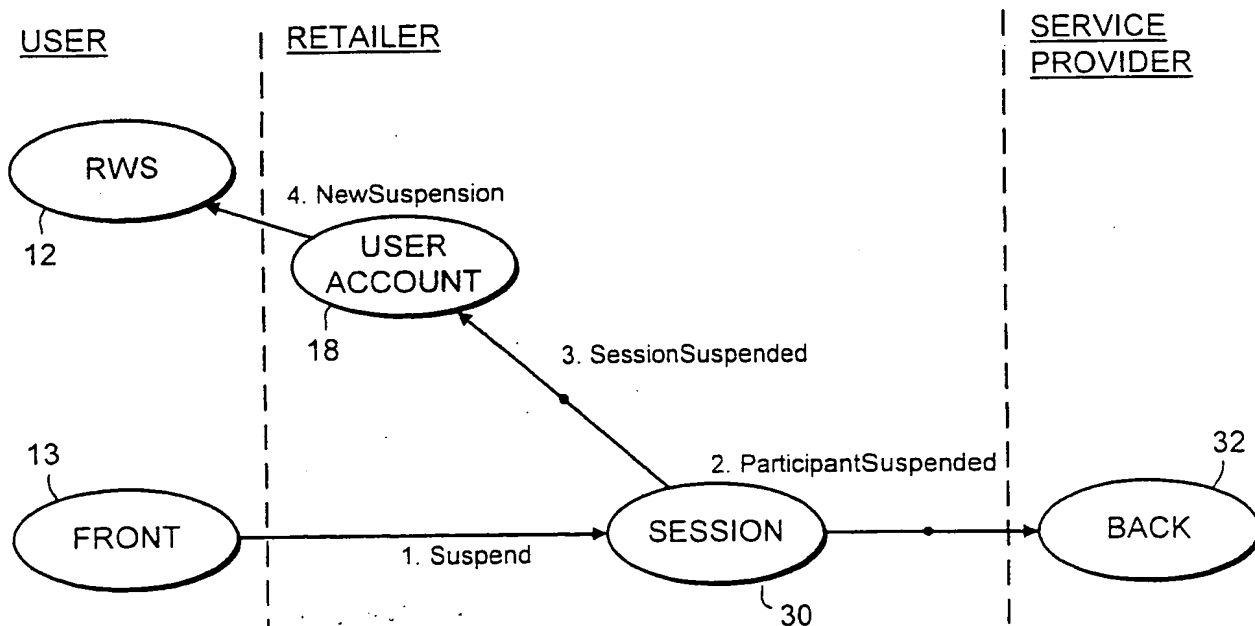 USER
RETAILER
SERVICE
PROVIDER
RWS
12
4. NewSuspension
USER
ACCOUNT
18
3. SessionSuspended
13
FRONT
1. Suspend
2. ParticipantSuspended
SESSION
30
32
BACK